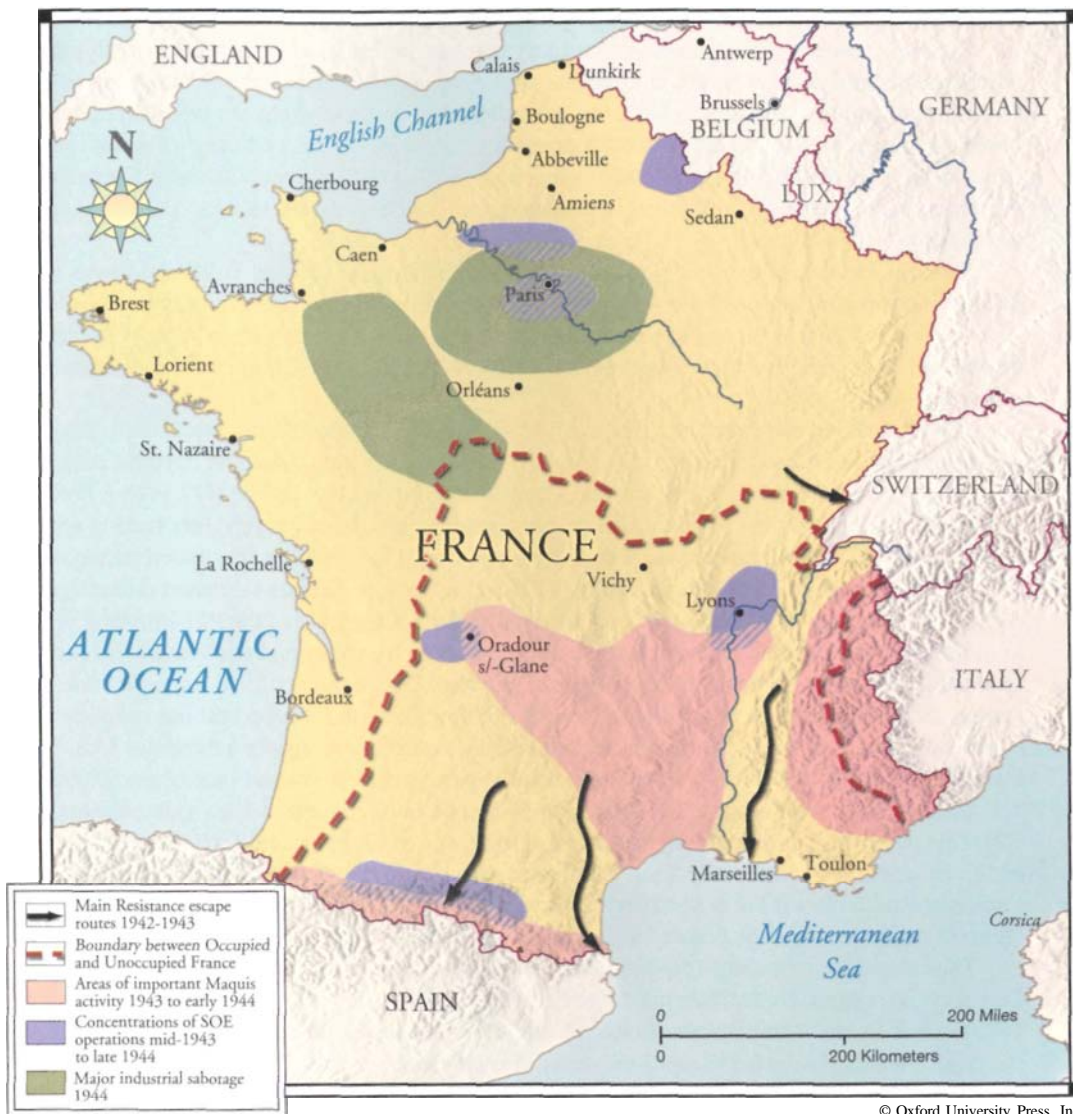 ENGLAND
Calais
Dunkirk
Antwerp
Brussels
BELGIUM
GERMANY
English Channel
Boulogne
Abbeville
Amiens
LUX.
Sedan
N
Cherbourg
Caen
Avranches
Paris
Brest
Lorient
Orléans
St. Nazaire
SWITZERLAND
FRANCE
La Rochelle
Vichy
Lyons
ATLANTIC
OCEAN
Oradour
s/-Glane
ITALY
Bordeaux
Marseilles
Toulon
Corsica
Mediterranean
Sea
SPAIN
0
200 Miles
0
200 Kilometers
Main Resistance escape
routes 1942-1943
Boundary between Occupied
and Unoccupied France
Areas of important Maquis
activity 1943 to early 1944
Concentrations of SOE
operations mid-1943
to late 1944
Major industrial sabotage
1944
© Oxford University Press, In